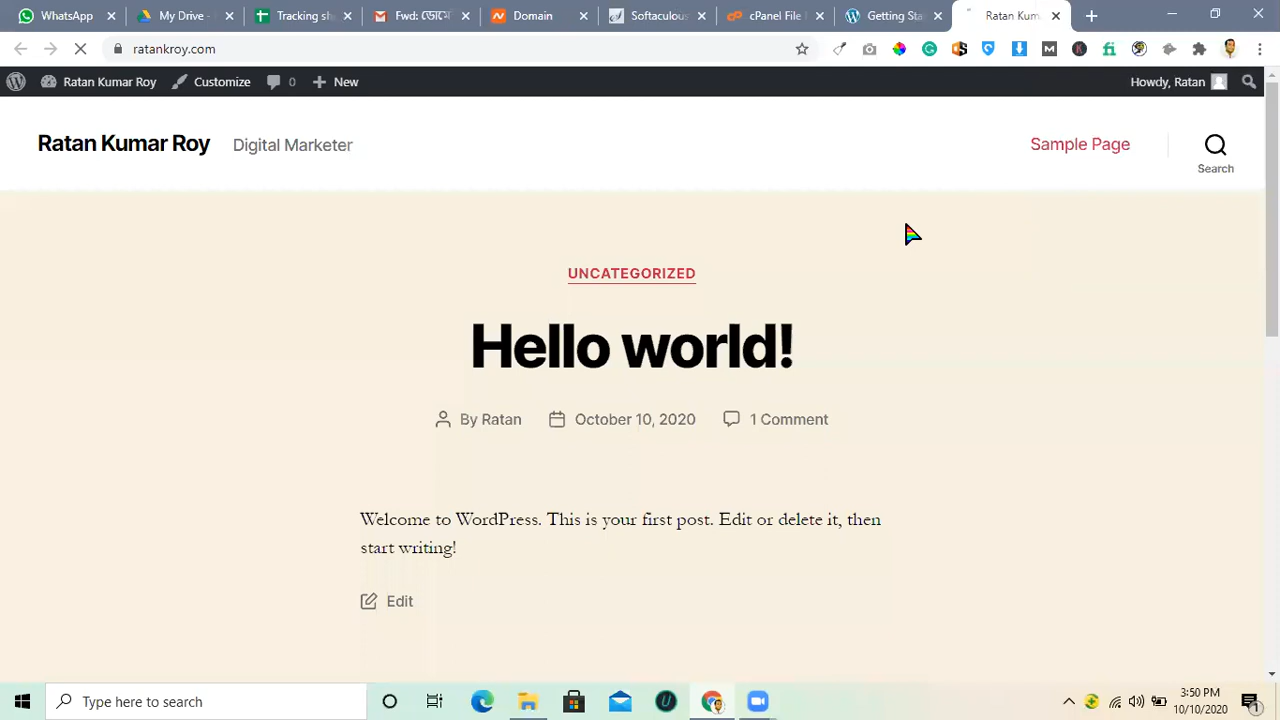 WhatsApp
My Drive -
Tracking sh
Fwd:
Domain
Softaculous
cPanel File
Getting Sta
Ratan Kum
ratankroy.com
Ratan Kumar Roy
Customize
0
New
Howdy, Ratan
Ratan Kumar Roy
Digital Marketer
Sample Page
Search
UNCATEGORIZED
Hello world!
By Ratan
October 10, 2020
1 Comment
Welcome to WordPress. This is your first post. Edit or delete it, then
start writing!
Edit
Type here to search
3:50 PM
10/10/2020